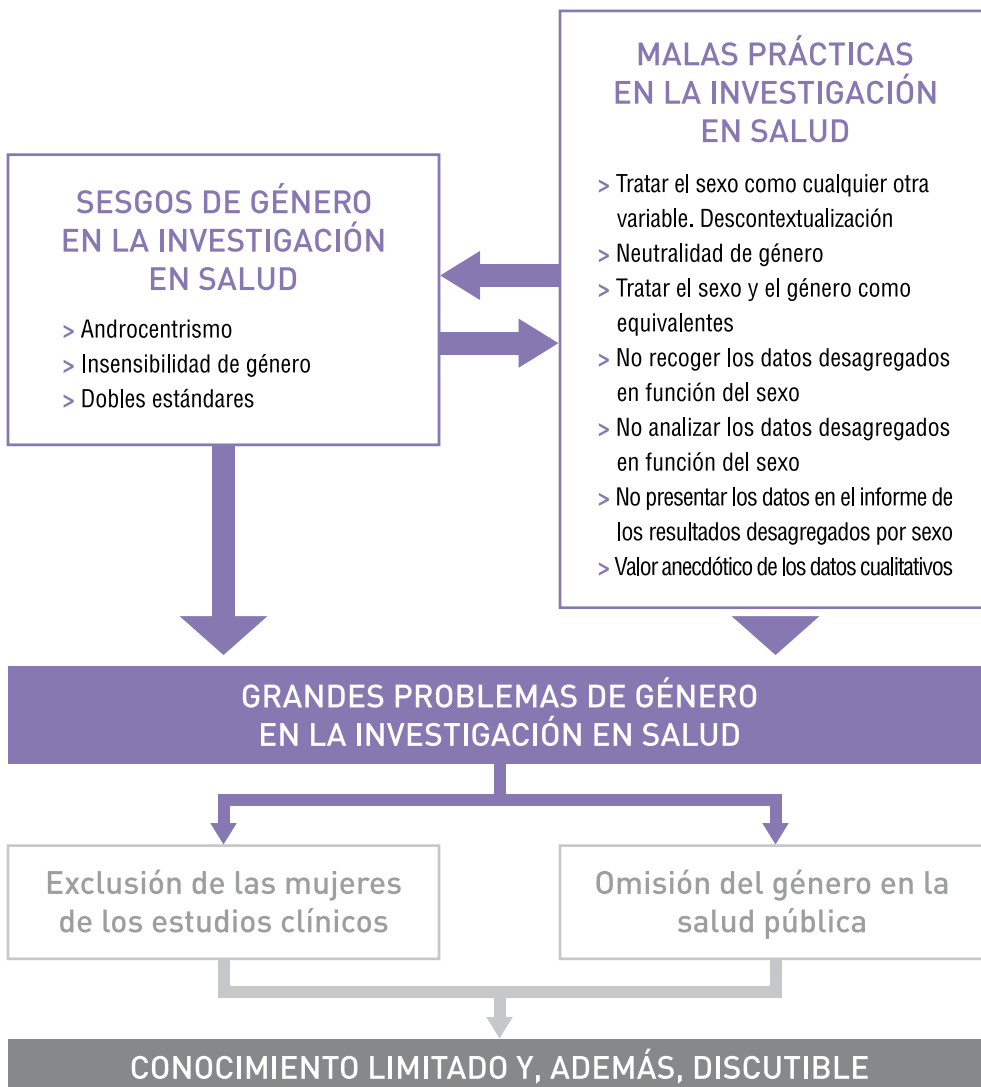 SESGOS DE GÉNERO
EN LA INVESTIGACIÓN
EN SALUD
> Androcentrismo
> Insensibilidad de género
> Dobles estándares
MALAS PRÁCTICAS
EN LA INVESTIGACIÓN
EN SALUD
> Tratar el sexo como cualquier otra
variable. Descontextualización
> Neutralidad de género
> Tratar el sexo y el género como
equivalentes
> No recoger los datos desagregados
en función del sexo
> No analizar los datos desagregados
en función del sexo
> No presentar los datos en el informe de
los resultados desagregados por sexo
> Valor anecdótico de los datos cualitativos
GRANDES PROBLEMAS DE GÉNERO
EN LA INVESTIGACIÓN EN SALUD
Exclusión de las mujeres
de los estudios clínicos
Omisión del género en la
salud pública
CONOCIMIENTO LIMITADO Y, ADEMÁS, DISCUTIBLE